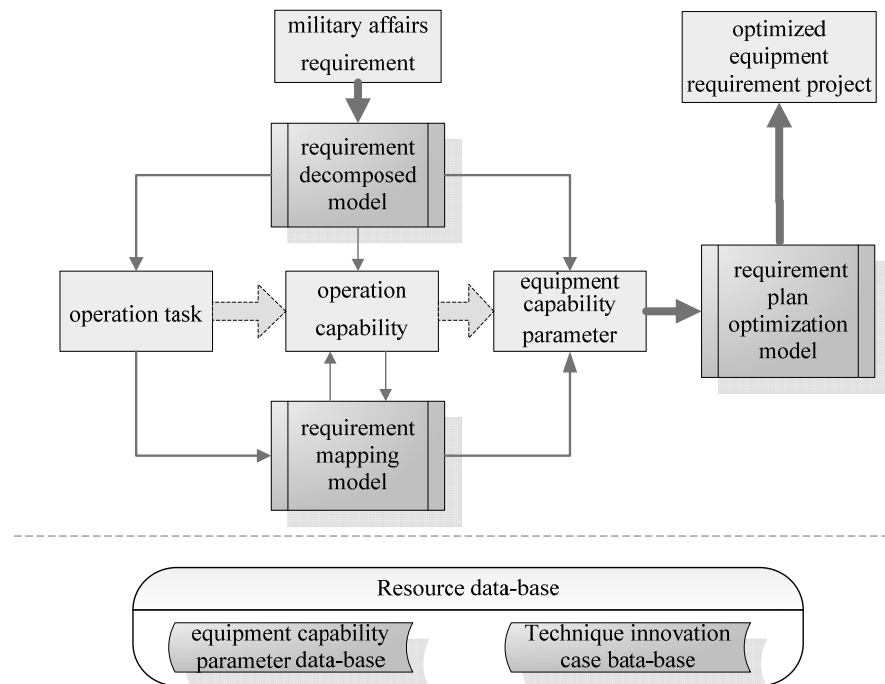 military affairs
requirement
optimized
equipment
requirement project
requirement
decomposed
model
operation task
operation
capability
equipment
capability
parameter
requirement
plan
optimization
model
requirement
mapping
model
Resource data-base
equipment capability
parameter data-base
Technique innovation
case bata-base